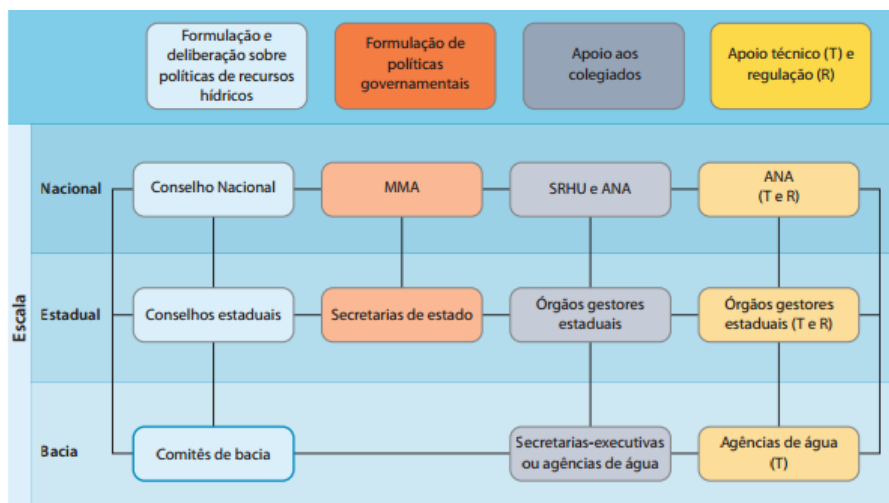 Formulação e
deliberação sobre
políticas de recursos
hídricos
Formulação de
políticas
governamentais
Apoio aos
colegiados
Apoio técnico (T) e
regulação (R)
Escala
Nacional
Conselho Nacional
MMA
SRHU e ANA
ANA
(T e R)
Estadual
Conselhos estaduais
Secretarias de estado
Órgãos gestores
estaduais
Órgãos gestores
estaduais (T e R)
Bacia
Comitês de bacia
Secretarias-executivas
ou agências de água
Agências de água
(T)